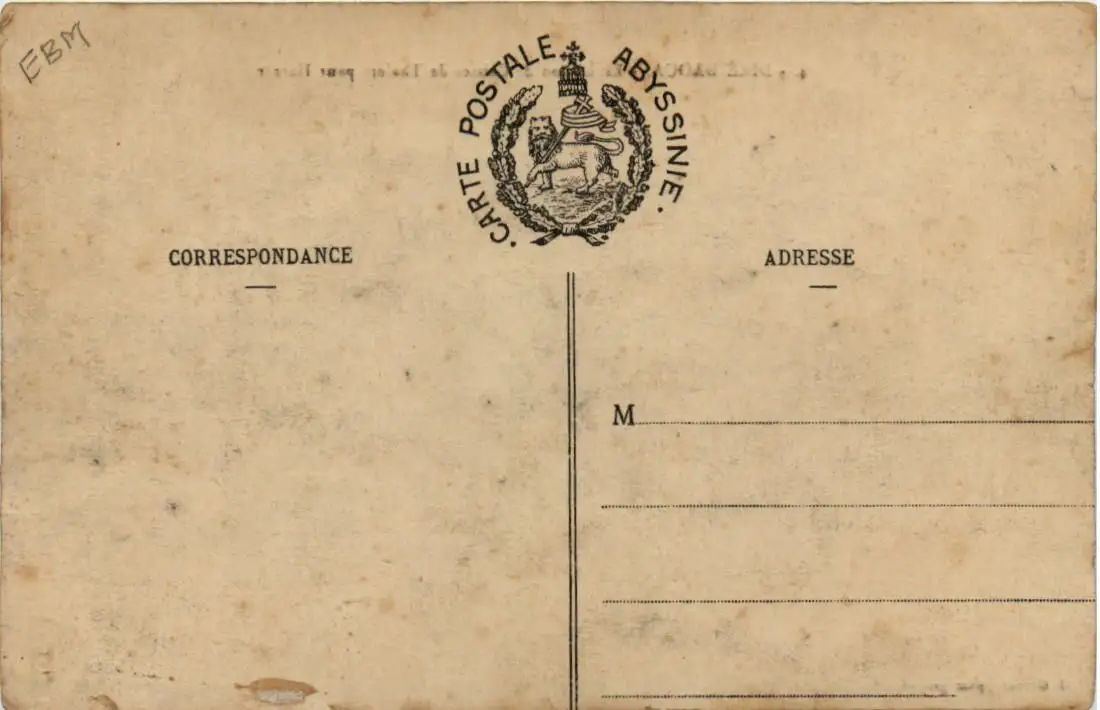 EBM
· CARTE POSTALE ABYSSINIE ·
CORRESPONDANCE
ADRESSE
M